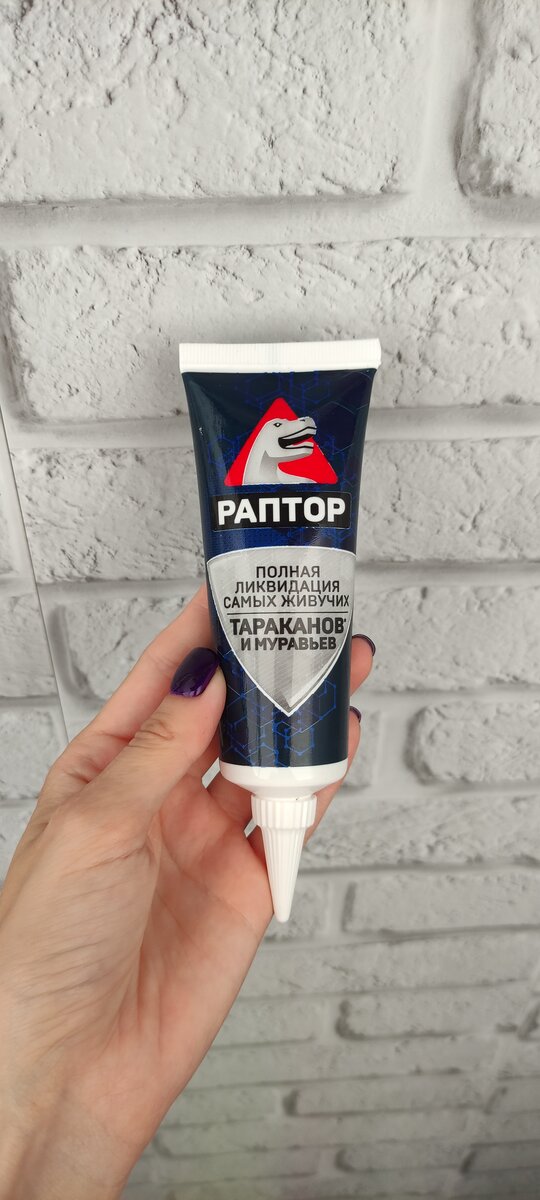 РАПТОР
ПОЛНАЯ
ЛИКВИДАЦИЯ
САМЫХ ЖИВУЧИХ
ТАРАКАНОВ*
И МУРАВЬЕВ